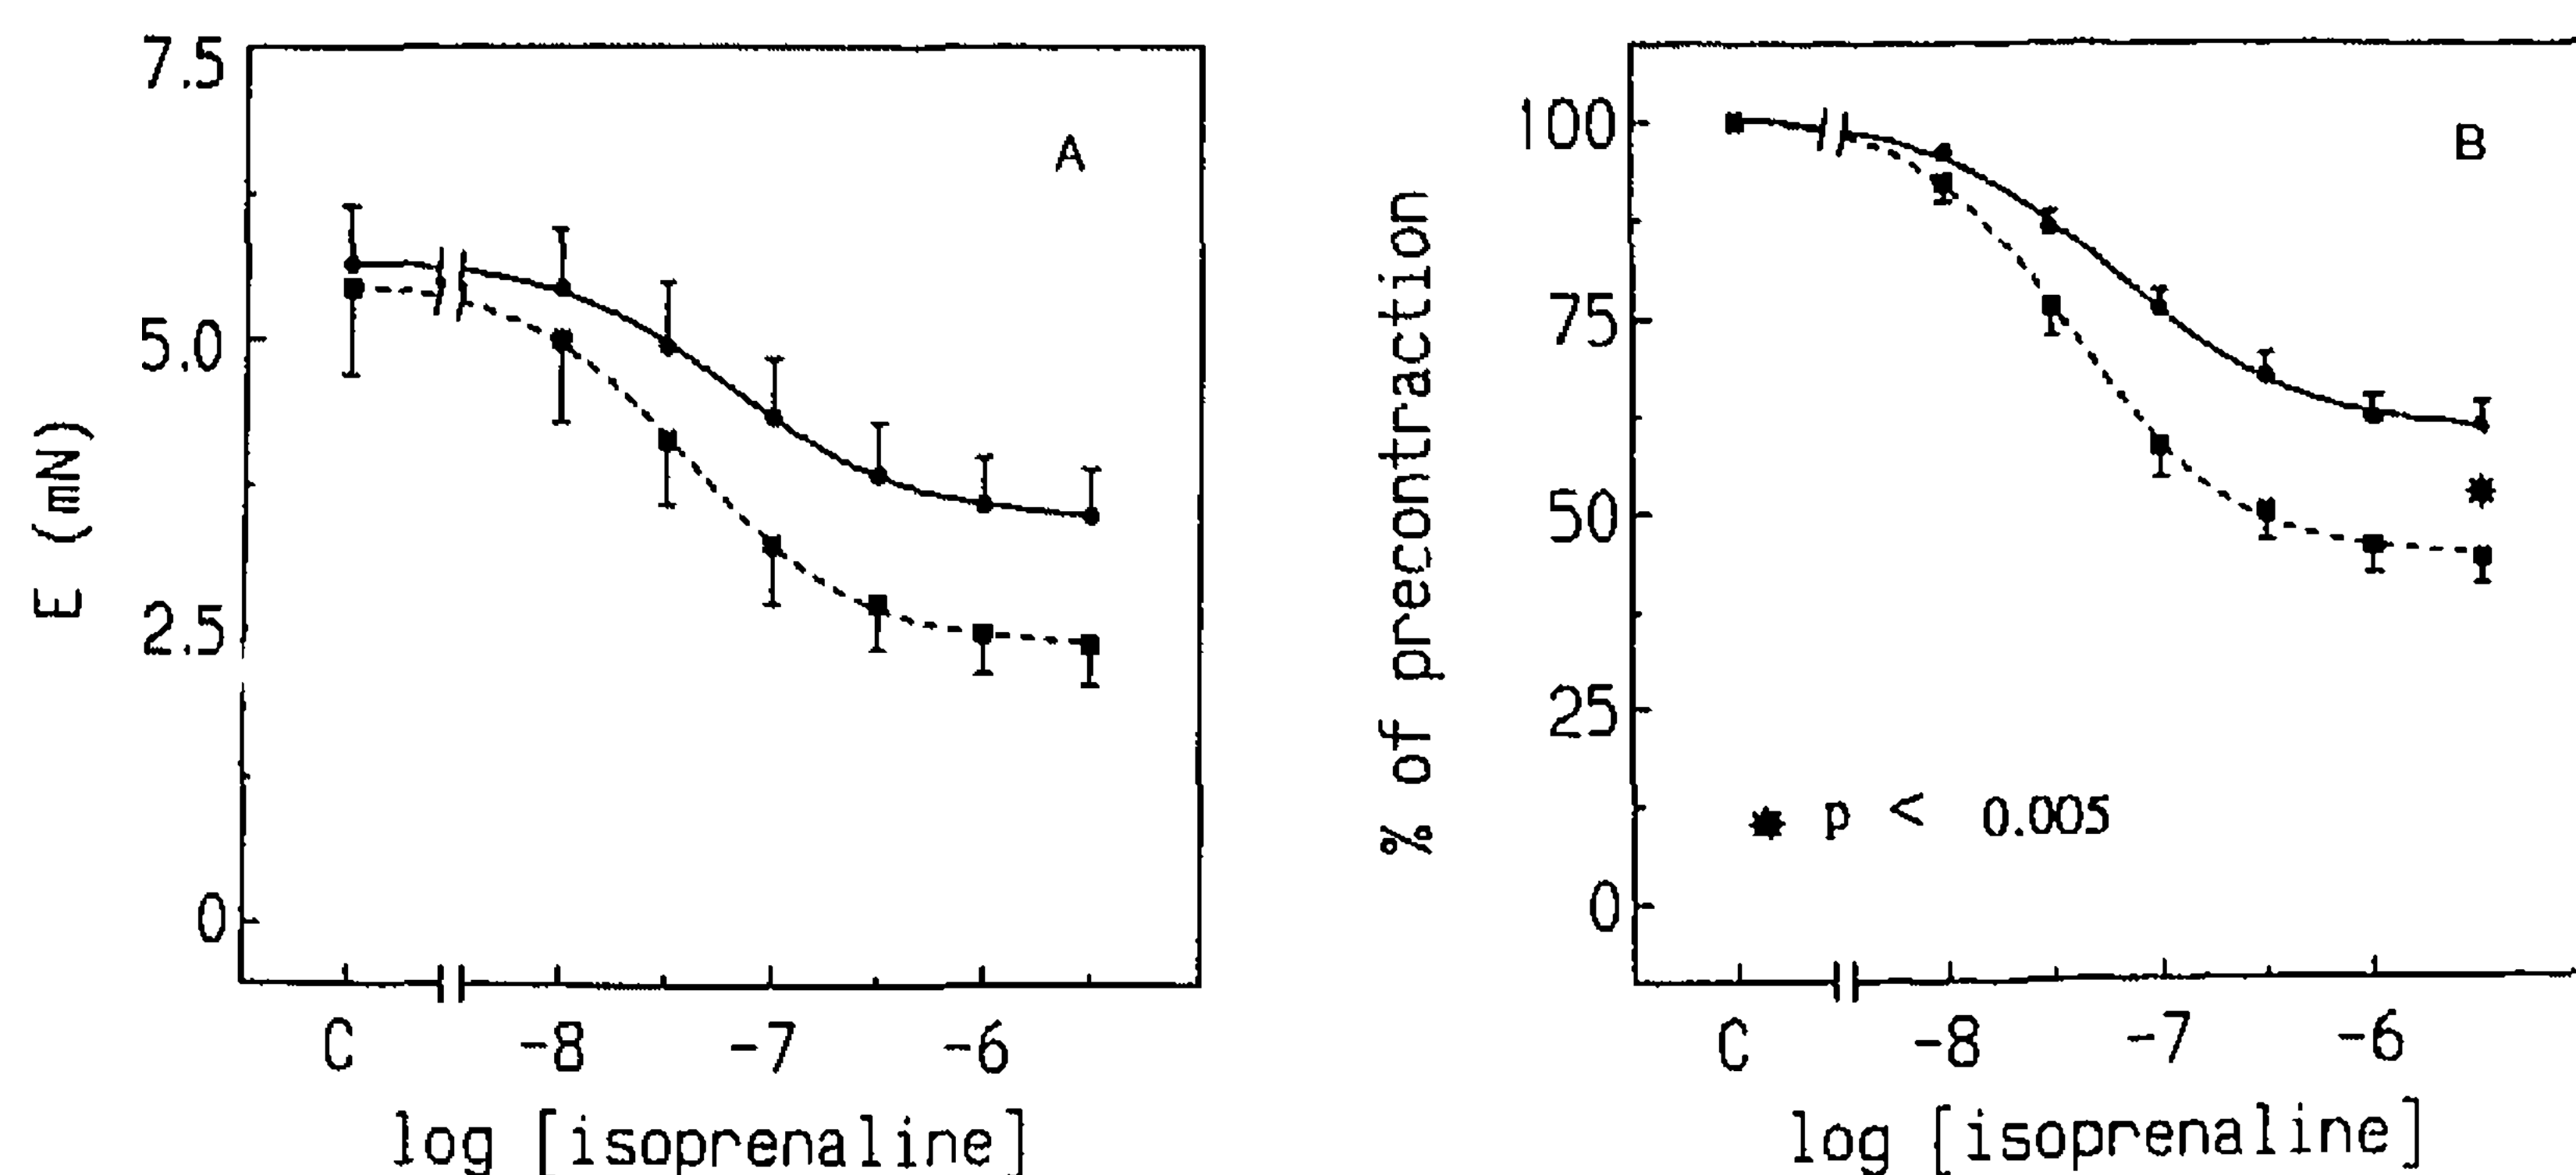 7.5
5.0
2.5
0
E (mN)
A
C -8 -7 -6
log [isoprenaline]
100
75
50
25
0
% of precontraction
B
✷ p < 0.005
C -8 -7 -6
log [isoprenaline]